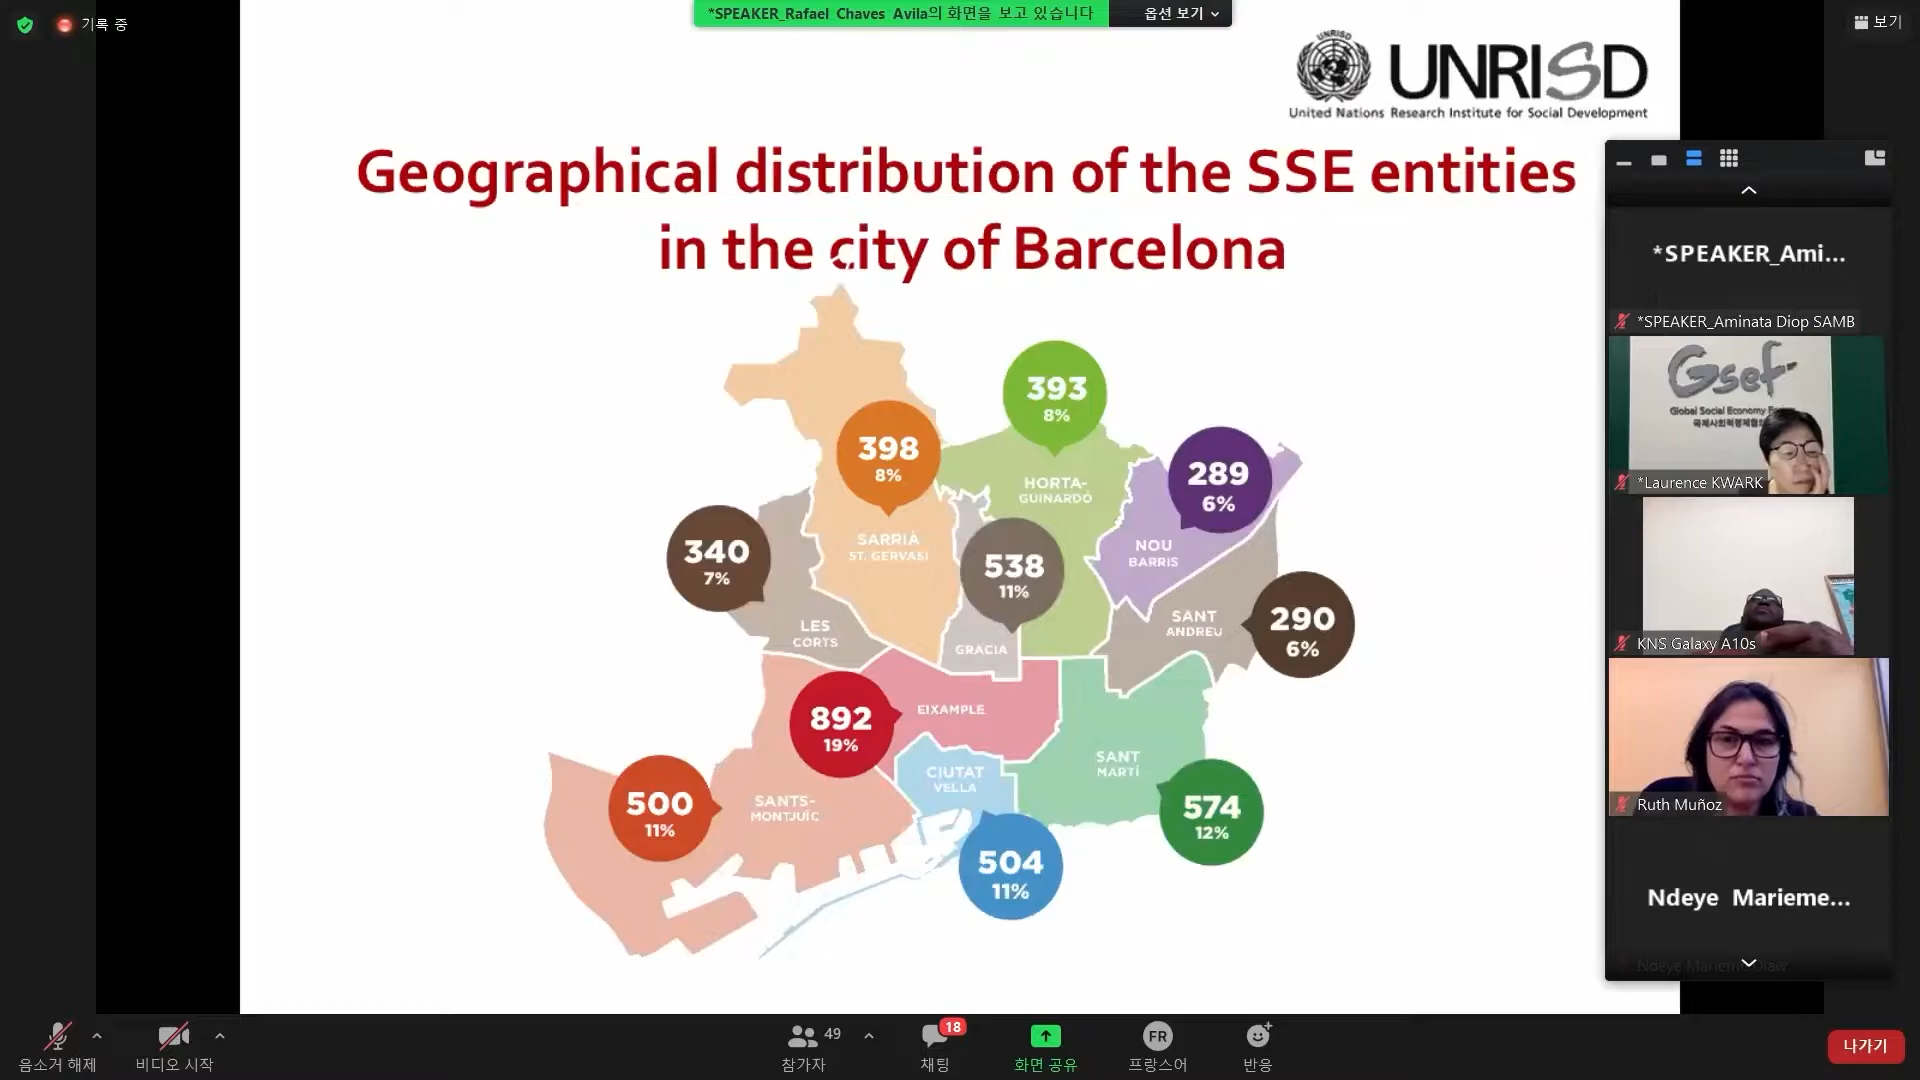 기록 중
*SPEAKER_Rafael Chaves Avila의 화면을 보고 있습니다
옵션 보기
보기
UNRISD
UNRISD
United Nations Research Institute for Social Development
Geographical distribution of the SSE entities
in the city of Barcelona
393
8%
398
8%
289
6%
HORTA-
GUINARDÓ
SARRIÀ
ST. GERVASI
340
7%
538
11%
NOU
BARRIS
290
6%
SANT
ANDREU
LES
CORTS
GRÀCIA
892
19%
EIXAMPLE
SANT
MARTÍ
CIUTAT
VELLA
500
11%
SANTS-
MONTJUÏC
574
12%
504
11%
*SPEAKER_Ami...
*SPEAKER_Aminata Diop SAMB
Gsef
Global Social Economy
*Laurence KWARK
KNS Galaxy A10s
Ruth Muñoz
Ndeye Marieme...
Ndeye Marieme Diaw
음소거 해제
비디오 시작
49
참가자
18
채팅
화면 공유
FR
프랑스어
반응
나가기